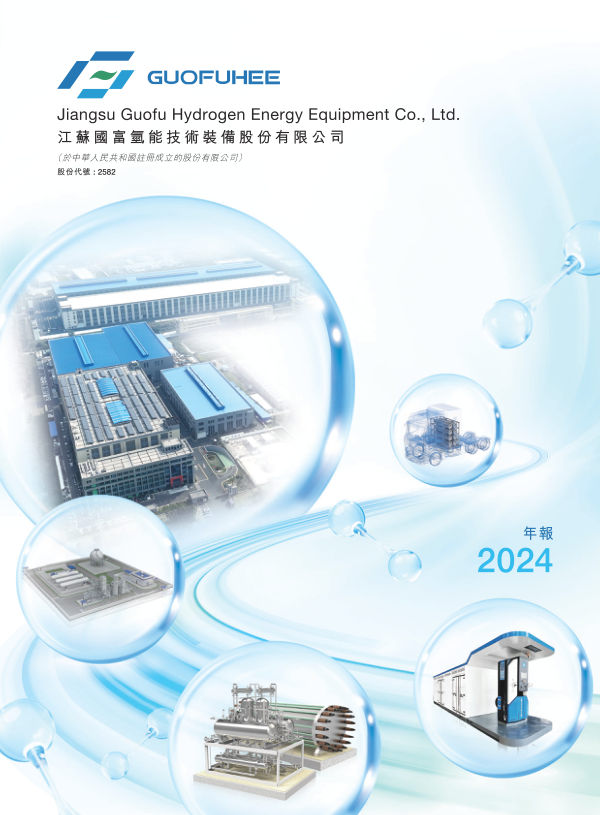 GUOFUHEE
Jiangsu Guofu Hydrogen Energy Equipment Co., Ltd.
江蘇國富氫能技術裝備股份有限公司
（於中華人民共和國註冊成立的股份有限公司）
股份代號：2582
年報
2024